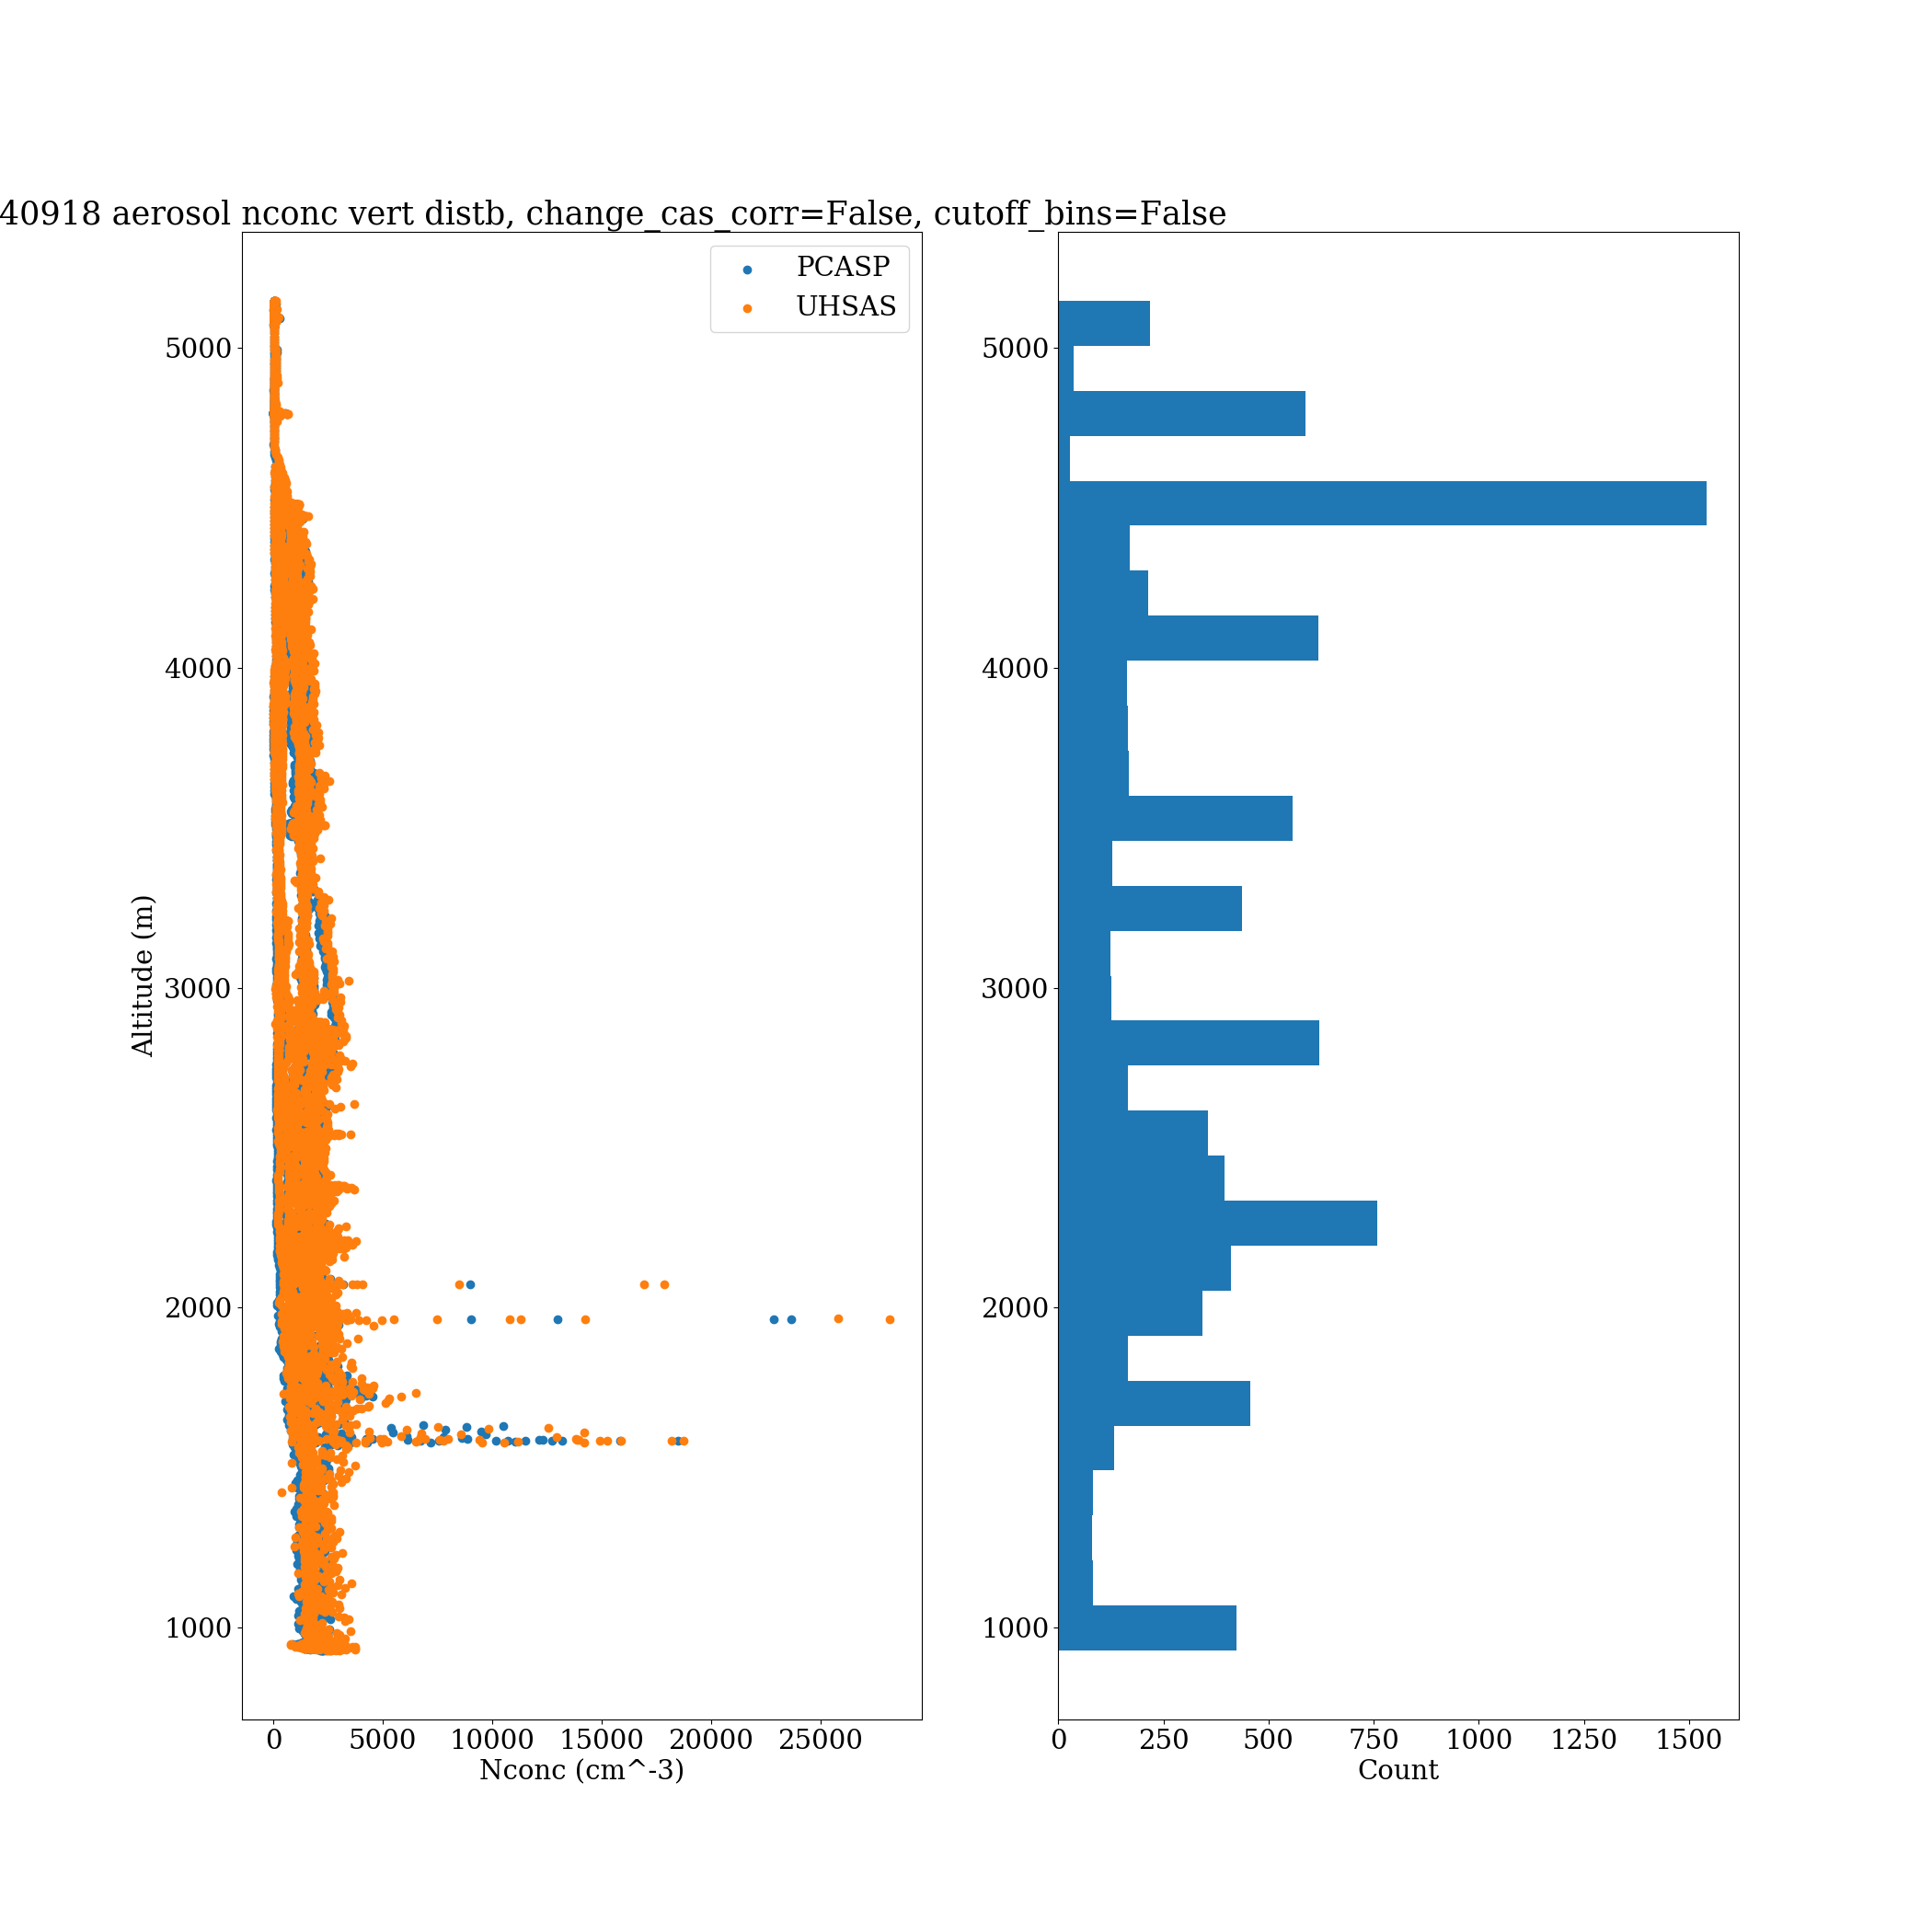 40918 aerosol nconc vert distb, change_cas_corr=False, cutoff_bins=False
PCASP
UHSAS
5000
4000
3000
2000
1000
Altitude (m)
0 5000 10000 15000 20000 25000
Nconc (cm^-3)
5000
4000
3000
2000
1000
0 250 500 750 1000 1250 1500
Count